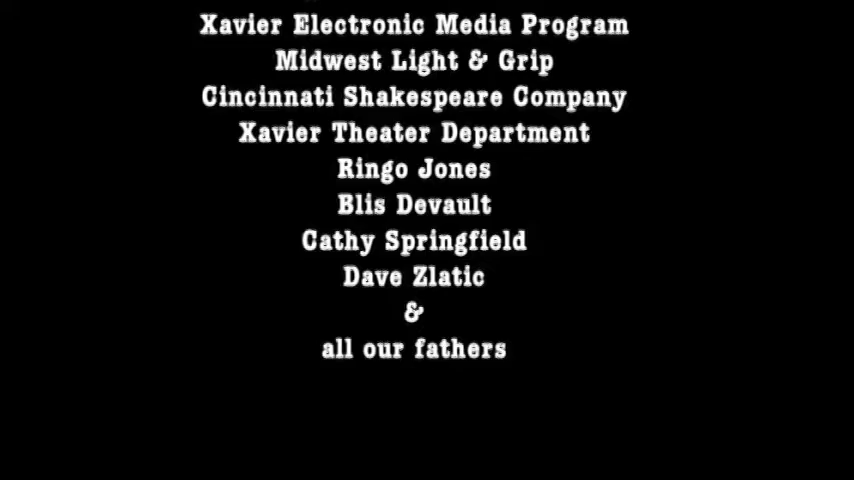 Xavier Electronic Media Program
Midwest Light & Grip
Cincinnati Shakespeare Company
Xavier Theater Department
Ringo Jones
Blis Devault
Cathy Springfield
Dave Zlatic
&
all our fathers